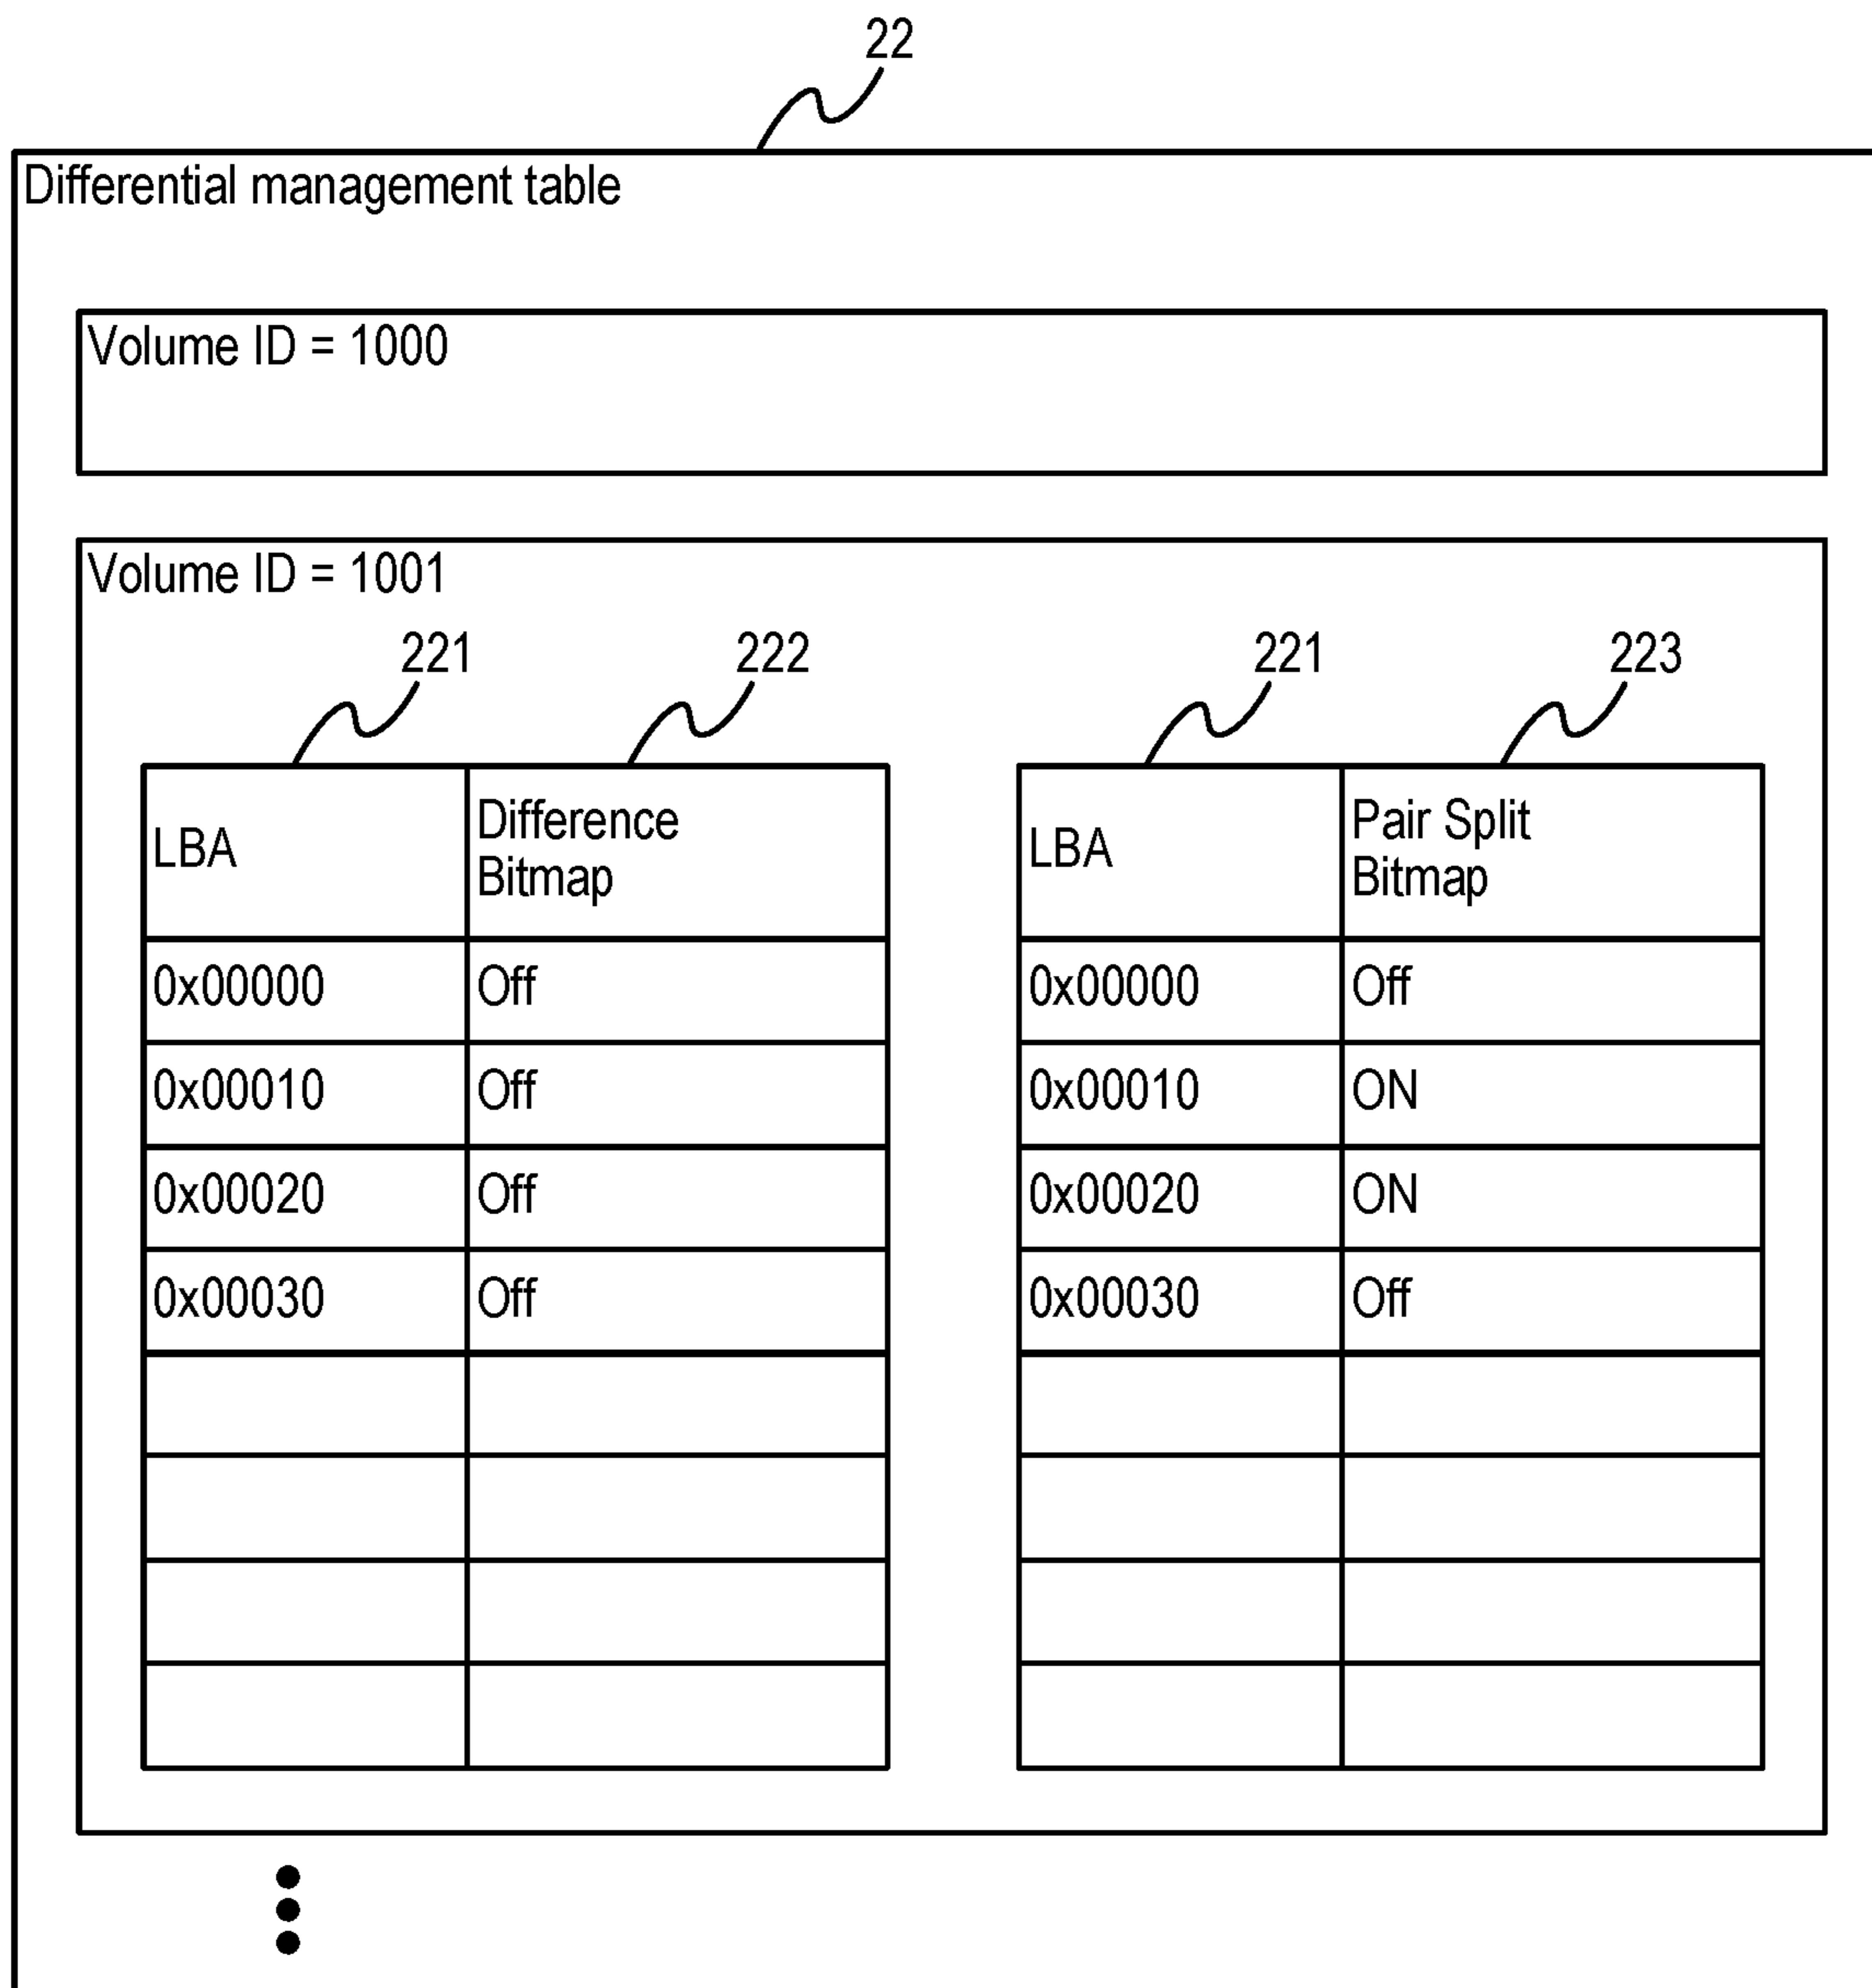 22
Differential management table
Volume ID = 1000
Volume ID = 1001
221 222 221 223
LBA Difference Bitmap LBA Pair Split Bitmap
0x00000 Off 0x00000 Off
0x00010 Off 0x00010 ON
0x00020 Off 0x00020 ON
0x00030 Off 0x00030 Off